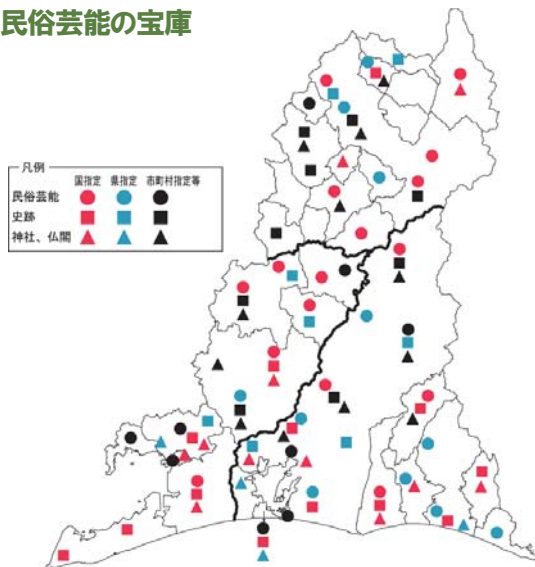 民俗芸能の宝庫
凡例
国指定 県指定 市町村指定等
民俗芸能
史跡
神社、仏閣